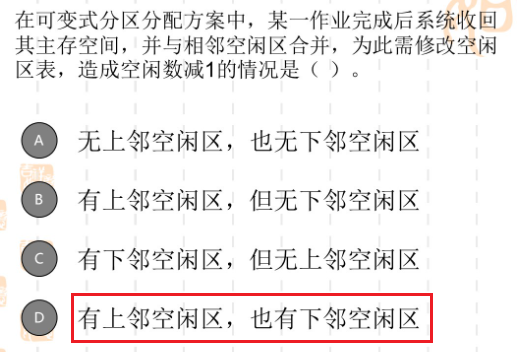 在可变式分区分配方案中，某一作业完成后系统收回
其主存空间，并与相邻空闲区合并，为此需修改空闲
区表，造成空闲数减1的情况是（ ）。
A 无上邻空闲区，也无下邻空闲区
B 有上邻空闲区，但无下邻空闲区
C 有下邻空闲区，但无上邻空闲区
D 有上邻空闲区，也有下邻空闲区